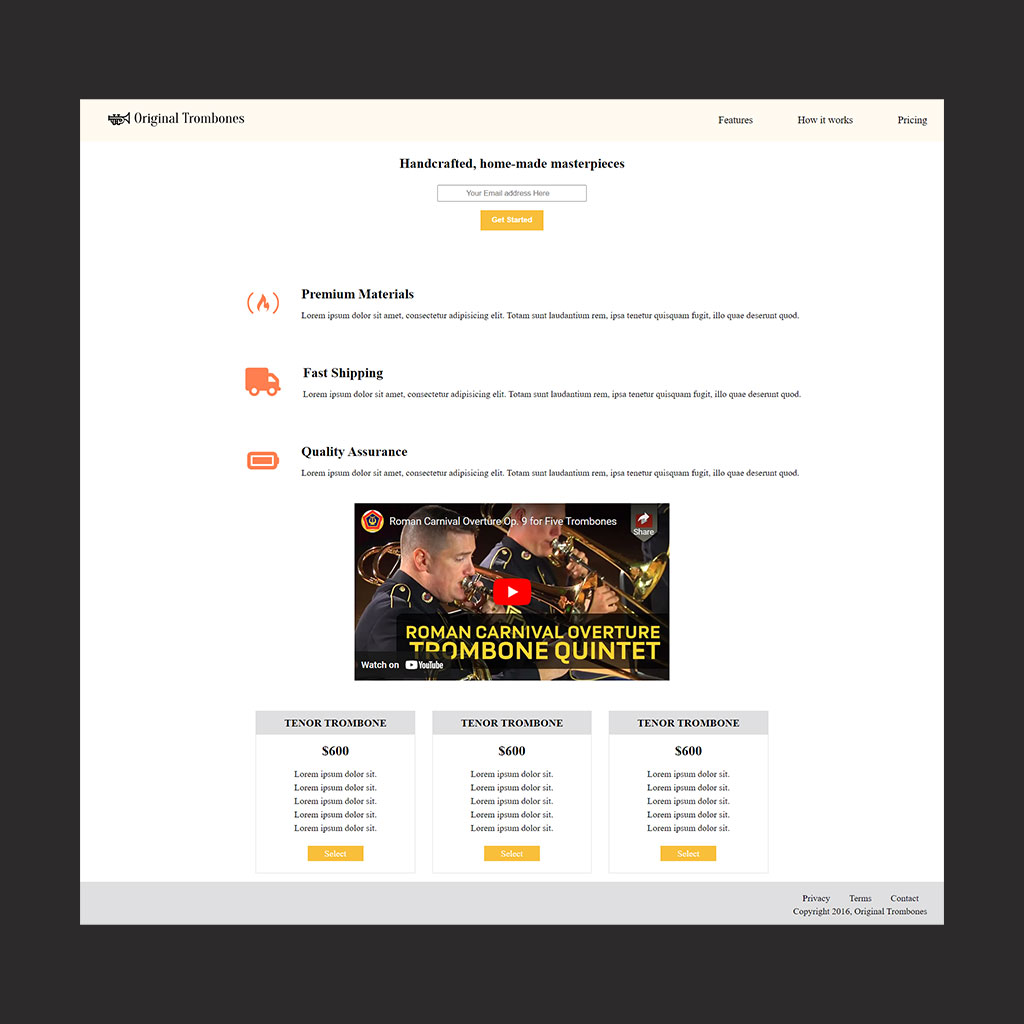 Original Trombones
Features
How it works
Pricing
Handcrafted, home-made masterpieces
Your Email address Here
Get Started
Premium Materials
Lorem ipsum dolor sit amet, consectetur adipisicing elit. Totam sunt laudantium rem, ipsa tenetur quisquam fugit, illo quae deserunt quod.
Fast Shipping
Lorem ipsum dolor sit amet, consectetur adipisicing elit. Totam sunt laudantium rem, ipsa tenetur quisquam fugit, illo quae deserunt quod.
Quality Assurance
Lorem ipsum dolor sit amet, consectetur adipisicing elit. Totam sunt laudantium rem, ipsa tenetur quisquam fugit, illo quae deserunt quod.
Roman Carnival Overture Op. 9 for Five Trombones
Share
ROMAN CARNIVAL OVERTURE
TROMBONE QUINTET
Watch on YouTube
TENOR TROMBONE
$600
Lorem ipsum dolor sit.
Lorem ipsum dolor sit.
Lorem ipsum dolor sit.
Lorem ipsum dolor sit.
Lorem ipsum dolor sit.
Select
TENOR TROMBONE
$600
Lorem ipsum dolor sit.
Lorem ipsum dolor sit.
Lorem ipsum dolor sit.
Lorem ipsum dolor sit.
Lorem ipsum dolor sit.
Select
TENOR TROMBONE
$600
Lorem ipsum dolor sit.
Lorem ipsum dolor sit.
Lorem ipsum dolor sit.
Lorem ipsum dolor sit.
Lorem ipsum dolor sit.
Select
Privacy
Terms
Contact
Copyright 2016, Original Trombones